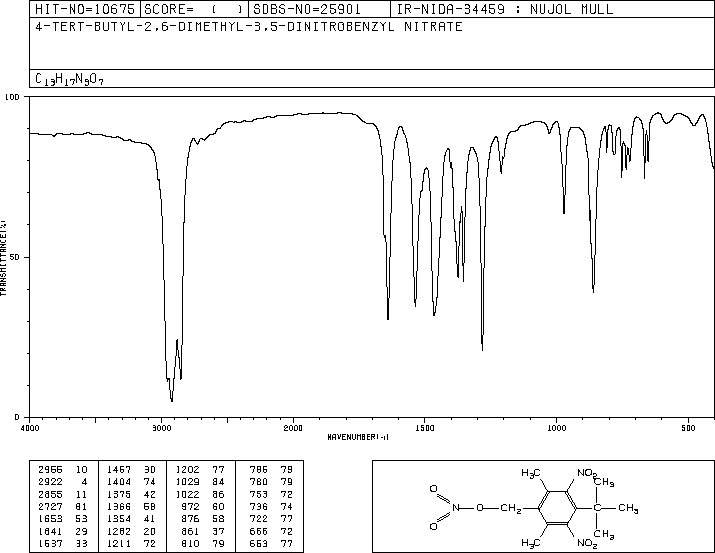 HIT-NO=10675 SCORE= ( ) SDBS-NO=25901 IR-NIDA-34459 : NUJOL MULL
4-TERT-BUTYL-2,6-DIMETHYL-3,5-DINITROBENZYL NITRATE
C13H17N3O7
100
50
0
TRANSMITTANCE(%)
4000 3000 2000 1500 1000 500
WAVENUMBER(-1)
2966 10 1467 30 1202 77 786 79
2922 4 1404 74 1029 84 780 79
2855 11 1375 42 1022 86 753 72
2727 81 1366 58 972 60 736 74
1653 53 1354 41 876 58 722 77
1641 29 1282 20 861 37 666 72
1537 33 1211 72 810 79 653 77
H3C NO2 CH3
O N O O CH2 CH3
H3C NO2 CH3